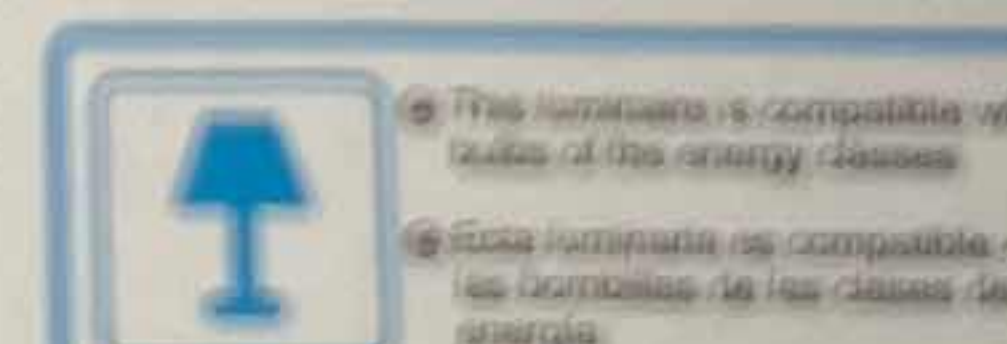 This luminaire is compatible
bulbs of the energy classes
Esta luminaria es compatible
las bombillas de las clases de
energía